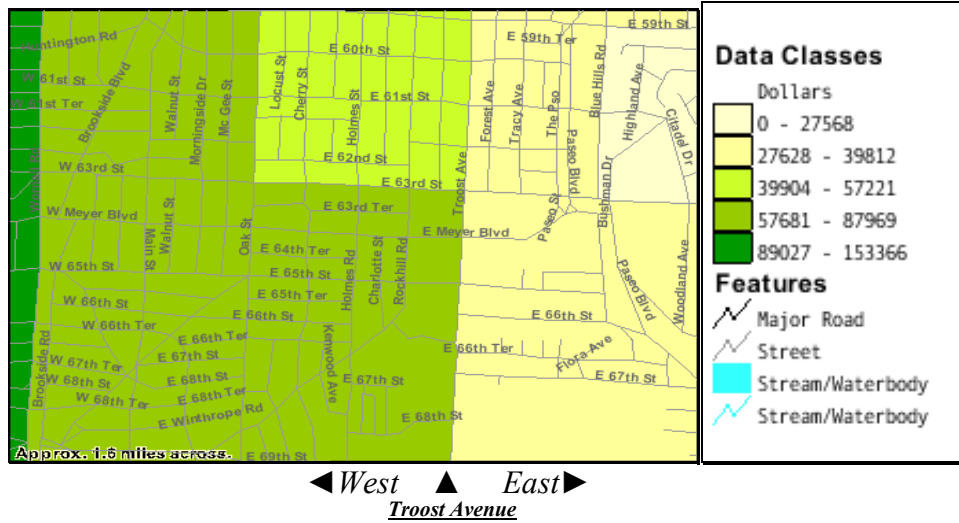 E 59th St
E 59th Ter
Huntington Rd
E 60th St
W 61st St
Brookside Blvd
Walnut St
Morningside Dr
Mc Gee St
Locust St
Cherry St
Holmes St
E 61st St
W 61st Ter
Forest Ave
Tracy Ave
The Pso
Paseo Blvd
Blue Hills Rd
Highland Ave
Citadel Dr
E 62nd St
W 63rd St
E 63rd St
Troost Ave
Wornall Rd
W Meyer Blvd
E 63rd Ter
E Meyer Blvd
Paseo St
Bushman Dr
Main St
Walnut St
Oak St
E 64th Ter
Holmes Rd
Charlotte St
Rockhill Rd
W 65th St
E 65th St
E 65th Ter
Paseo Blvd
Woodland Ave
W 66th St
E 66th St
E 66th St
W 66th Ter
E 66th Ter
E 66th Ter
Kenwood Ave
Flora Ave
Brookside Rd
W 67th Ter
E 67th St
E 67th St
E 67th St
W 68th St
E 68th St
W 68th Ter
E 68th Ter
E Winthrope Rd
E 68th St
E 69th St
Approx. 1.6 miles across.
Data Classes
Dollars
0 - 27568
27628 - 39812
39904 - 57221
57681 - 87969
89027 - 153366
Features
Major Road
Street
Stream/Waterbody
Stream/Waterbody
◄West ▲ East►
Troost Avenue